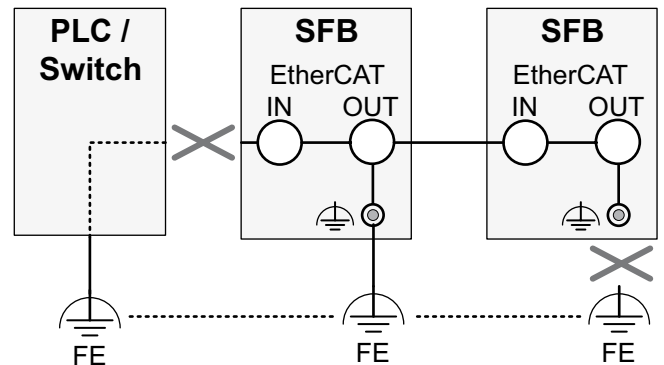 PLC /
Switch
SFB
EtherCAT
IN OUT
SFB
EtherCAT
IN OUT
FE
FE
FE